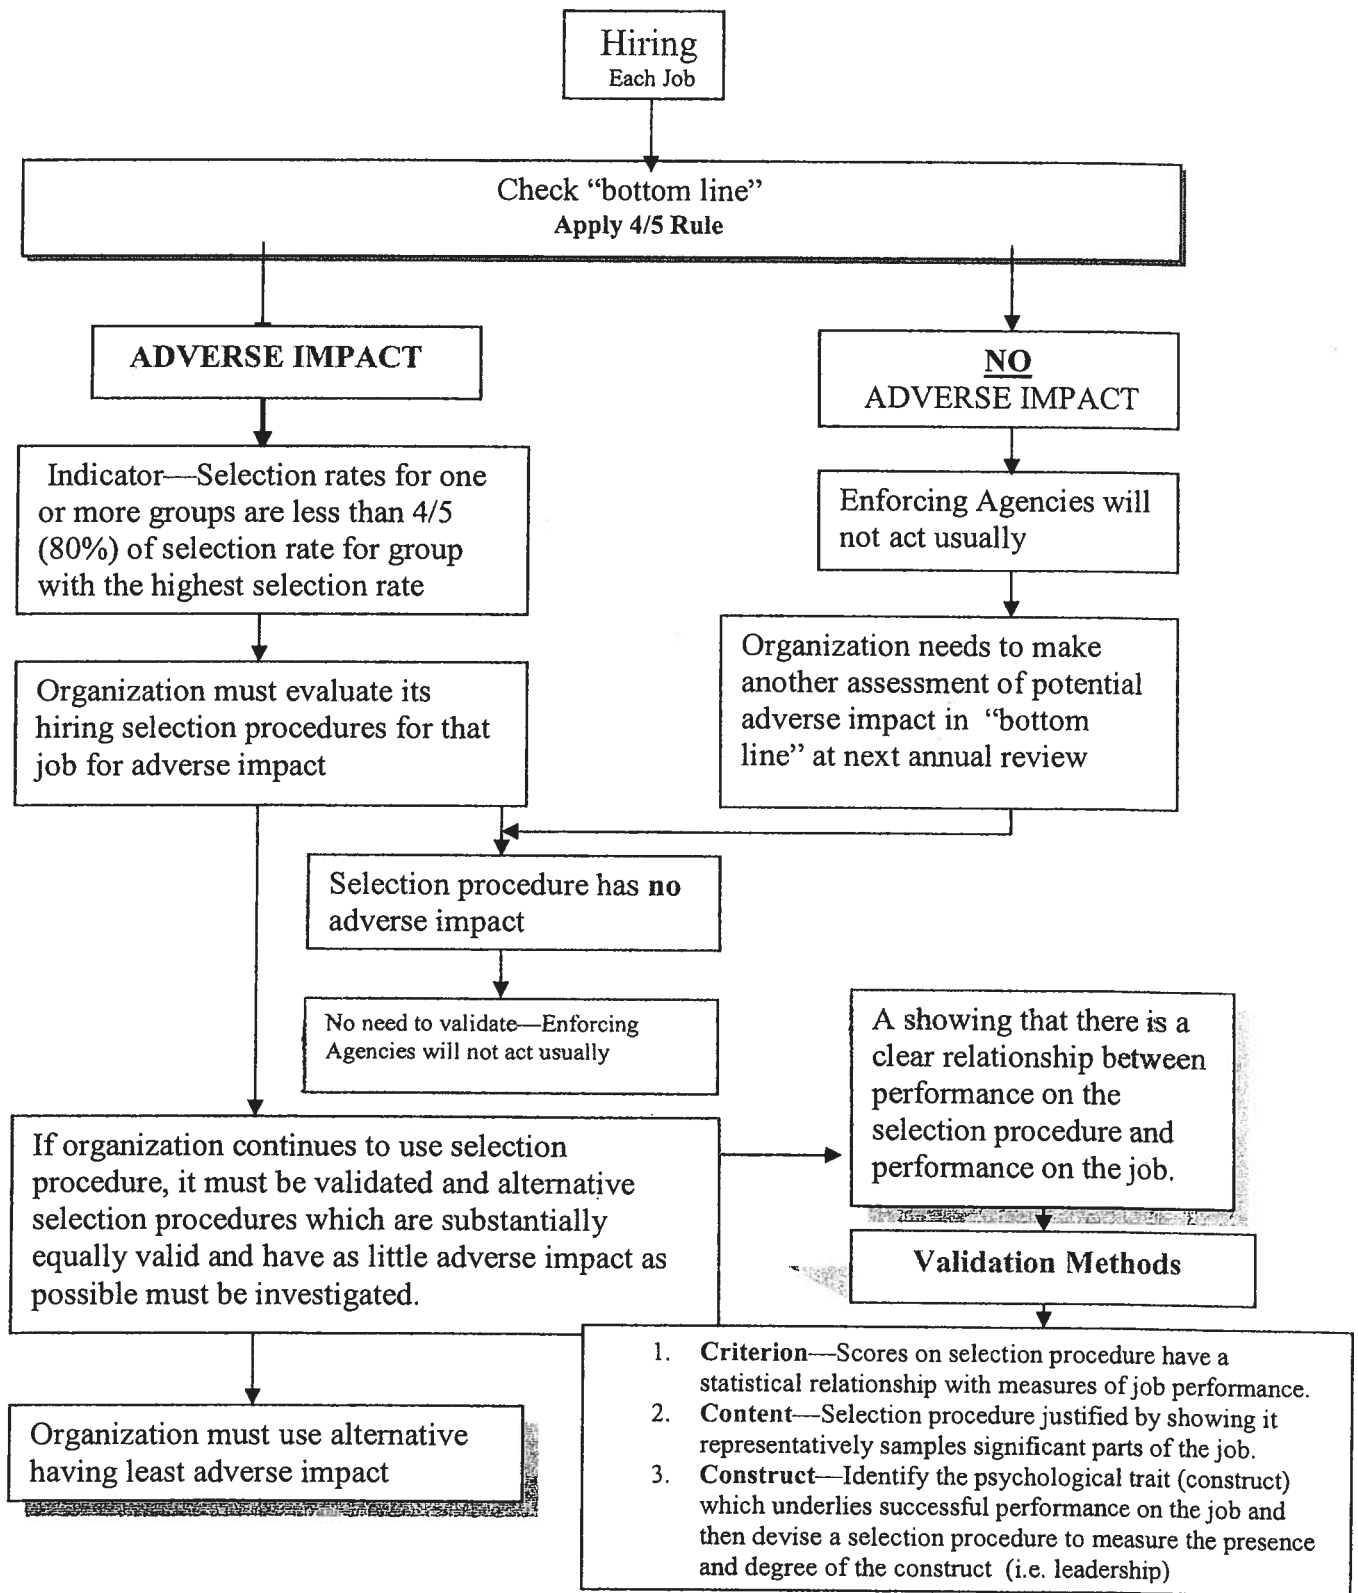 Hiring
Each Job
Check “bottom line”
Apply 4/5 Rule
ADVERSE IMPACT
NO
ADVERSE IMPACT
Indicator—Selection rates for one
or more groups are less than 4/5
(80%) of selection rate for group
with the highest selection rate
Enforcing Agencies will
not act usually
Organization must evaluate its
hiring selection procedures for that
job for adverse impact
Organization needs to make
another assessment of potential
adverse impact in “bottom
line” at next annual review
Selection procedure has no
adverse impact
No need to validate—Enforcing
Agencies will not act usually
If organization continues to use selection
procedure, it must be validated and alternative
selection procedures which are substantially
equally valid and have as little adverse impact as
possible must be investigated.
A showing that there is a
clear relationship between
performance on the
selection procedure and
performance on the job.
Validation Methods
Organization must use alternative
having least adverse impact
1. Criterion—Scores on selection procedure have a
statistical relationship with measures of job performance.
2. Content—Selection procedure justified by showing it
representatively samples significant parts of the job.
3. Construct—Identify the psychological trait (construct)
which underlies successful performance on the job and
then devise a selection procedure to measure the presence
and degree of the construct (i.e. leadership)